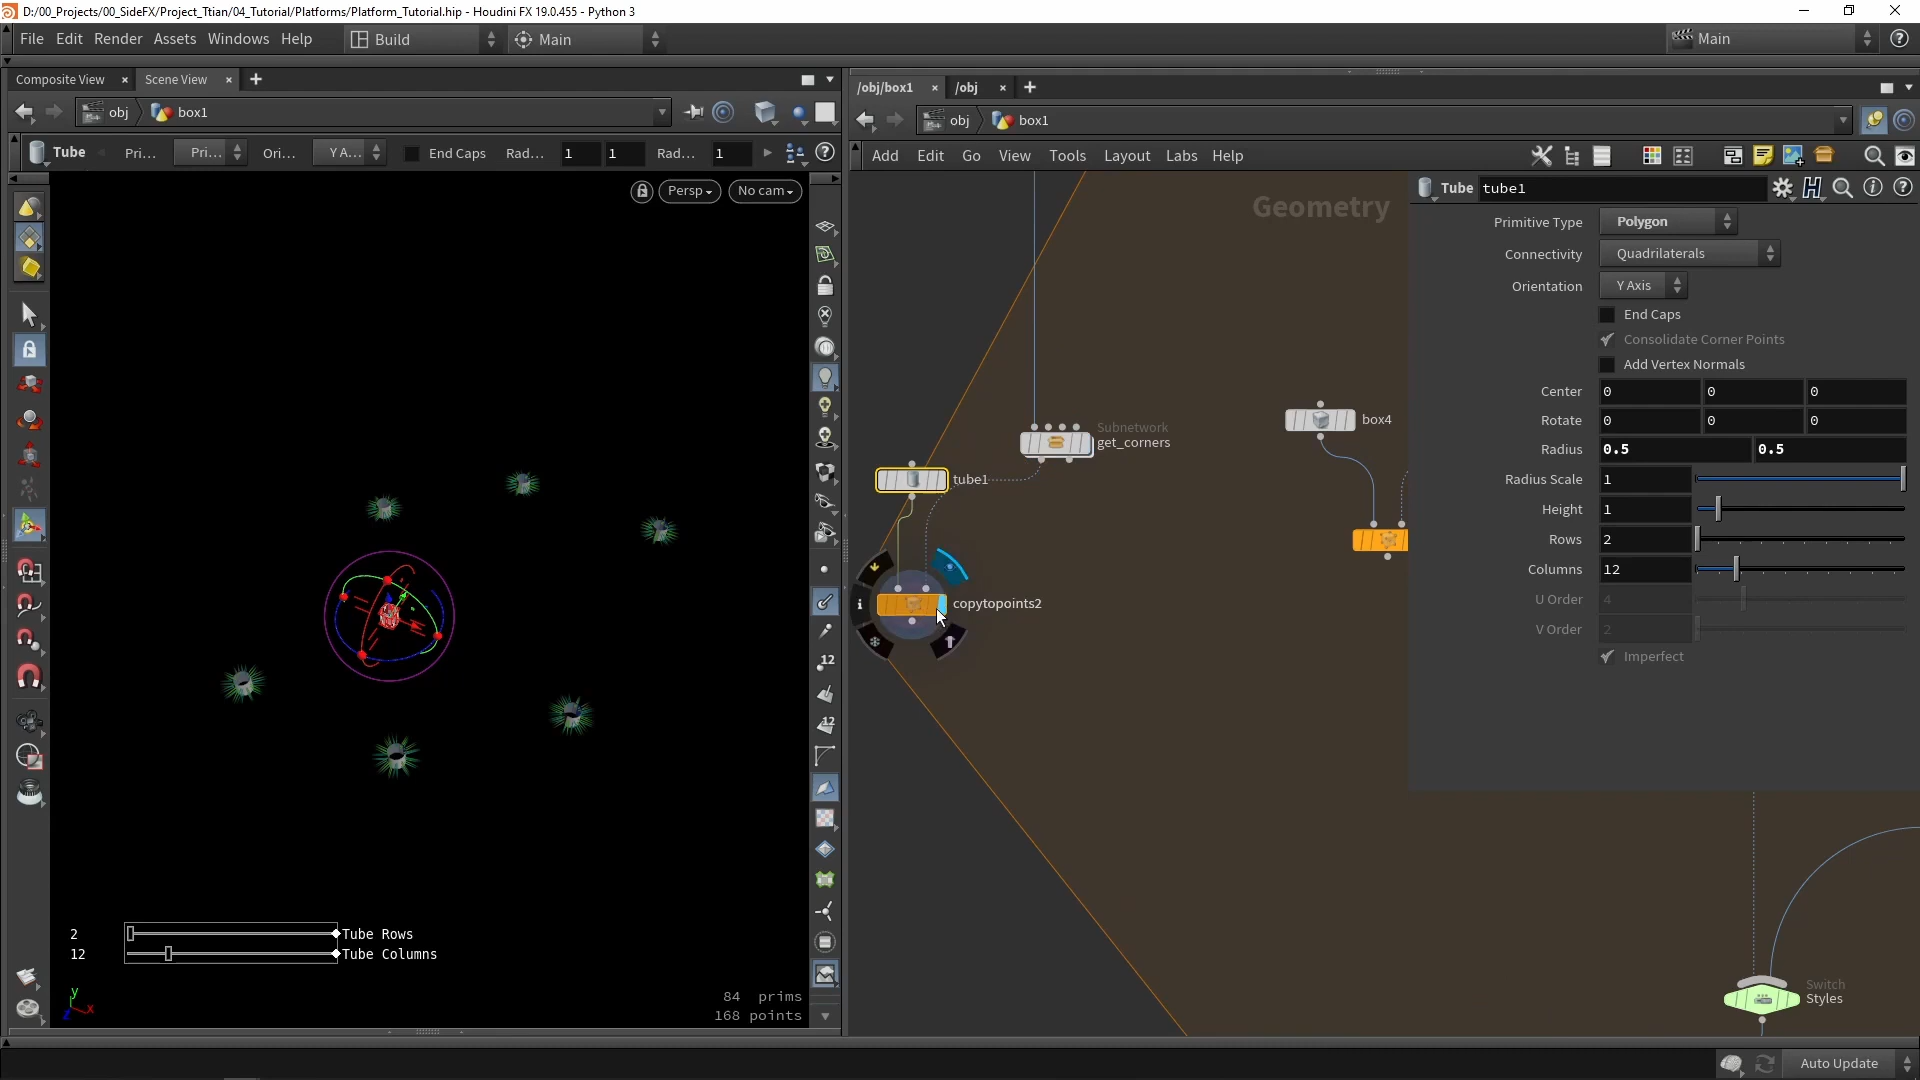 D:/00_Projects/00_SideFX/Project_Ttian/04_Tutorial/Platforms/Platform_Tutorial.hip - Houdini FX 19.0.455 - Python 3
File Edit Render Assets Windows Help Build Main Main
Composite View Scene View
/obj/box1 /obj
obj box1
obj box1
Tube Pri... Pri... Ori... Y A... End Caps Rad... 1 1 Rad... 1
Add Edit Go View Tools Layout Labs Help
Persp No cam
Geometry
Tube tube1
Primitive Type Polygon
Connectivity Quadrilaterals
Orientation Y Axis
End Caps
Consolidate Corner Points
Add Vertex Normals
Center 0 0 0
Rotate 0 0 0
Radius 0.5 0.5
Radius Scale 1
Height 1
Rows 2
Columns 12
U Order 4
V Order 2
Imperfect
Subnetwork
get_corners
box4
tube1
copytopoints2
12
12
2 Tube Rows
12 Tube Columns
y
x
z
84 prims
168 points
Switch
Styles
Auto Update